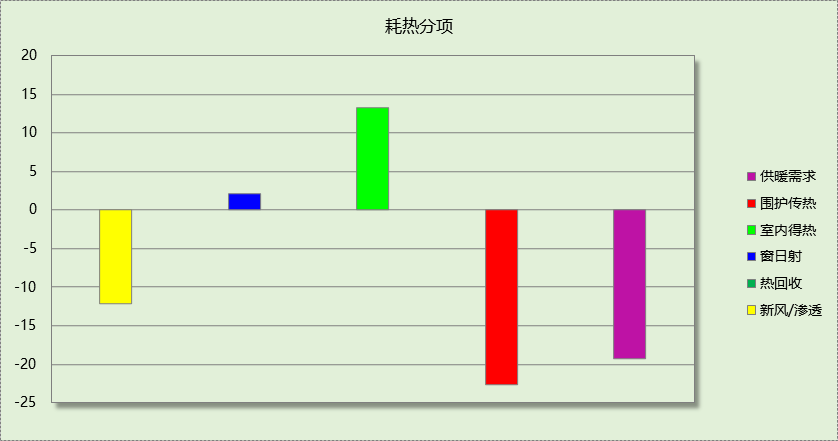 耗热分项
20
15
10
5
0
-5
-10
-15
-20
-25
供暖需求
围护传热
室内得热
窗日射
热回收
新风/渗透